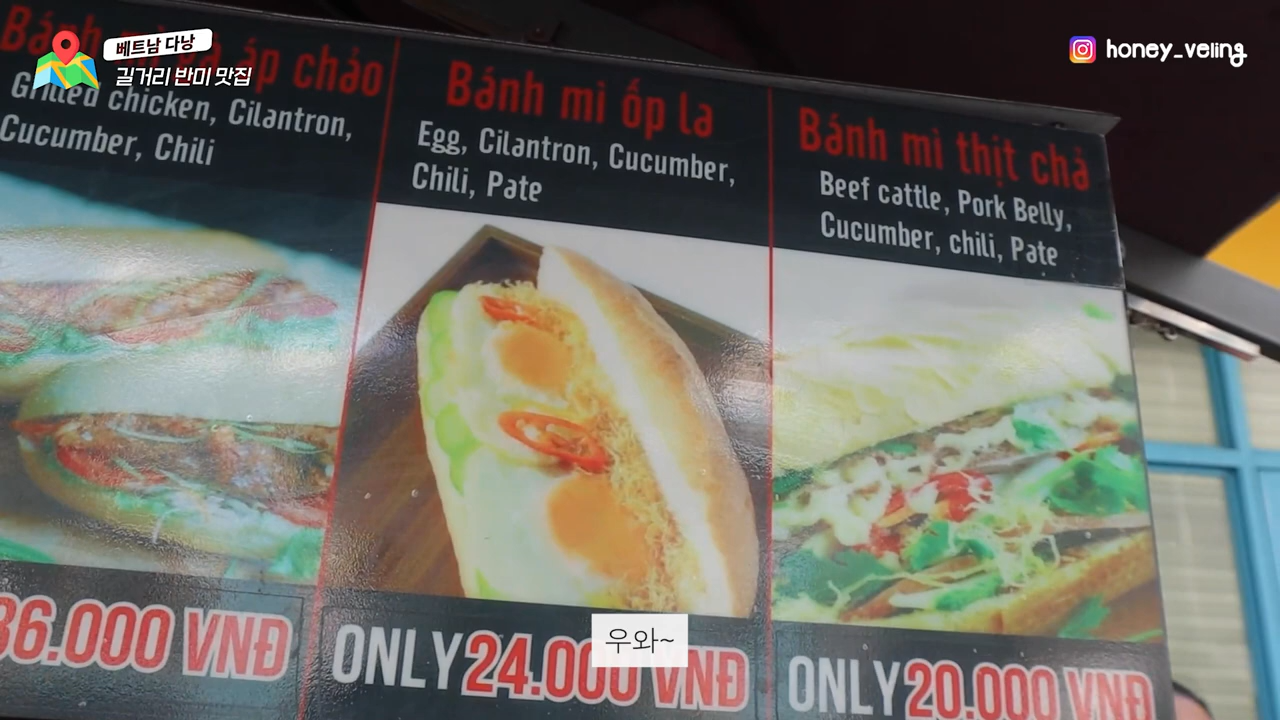 베트남 다낭
길거리 반미 맛집
honey_veling
áp chảo
Grilled chicken, Cilantron,
Cucumber, Chili
36.000 VNĐ
Bánh mì ốp la
Egg, Cilantron, Cucumber,
Chili, Pate
ONLY 24.000 VNĐ
Bánh mì thịt chả
Beef cattle, Pork Belly,
Cucumber, chili, Pate
ONLY 20.000 VNĐ
우와~